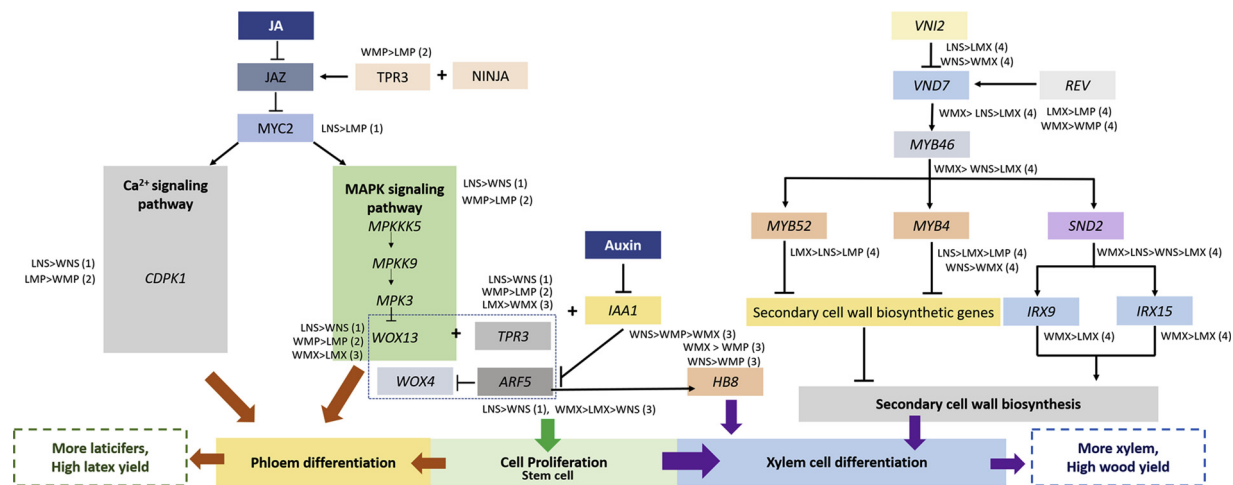 JA
WMP>LMP (2)
JAZ
TPR3
+
NINJA
MYC2
LNS>LMP (1)
Ca²⁺ signaling
pathway
LNS>WNS (1)
LMP>WMP (2)
CDPK1
MAPK signaling
pathway
LNS>WNS (1)
WMP>LMP (2)
MPKKK5
MPKK9
MPK3
LNS>WNS (1)
WMP>LMP (2)
WMX>LMX (3)
WOX13
+
TPR3
LNS>WNS (1)
WMP>LMP (2)
LMX>WMX (3)
Auxin
+
IAA1
WNS>WMP>WMX (3)
WMX > WMP (3)
WNS>WMP (3)
WOX4
ARF5
HB8
LNS>WNS (1), WMX>LMX>WNS (3)
VNI2
LNS>LMX (4)
WNS>WMX (4)
VND7
REV
WMX> LNS>LMX (4)
LMX>LMP (4)
WMX>WMP (4)
MYB46
WMX> WNS>LMX (4)
MYB52
MYB4
SND2
LMX>LNS>LMP (4)
LNS>LMX>LMP (4)
WNS>WMX (4)
WMX>LNS>WNS>LMX (4)
Secondary cell wall biosynthetic genes
IRX9
IRX15
WMX>LMX (4)
WMX>LMX (4)
Secondary cell wall biosynthesis
More laticifers,
High latex yield
Phloem differentiation
Cell Proliferation
Stem cell
Xylem cell differentiation
More xylem,
High wood yield